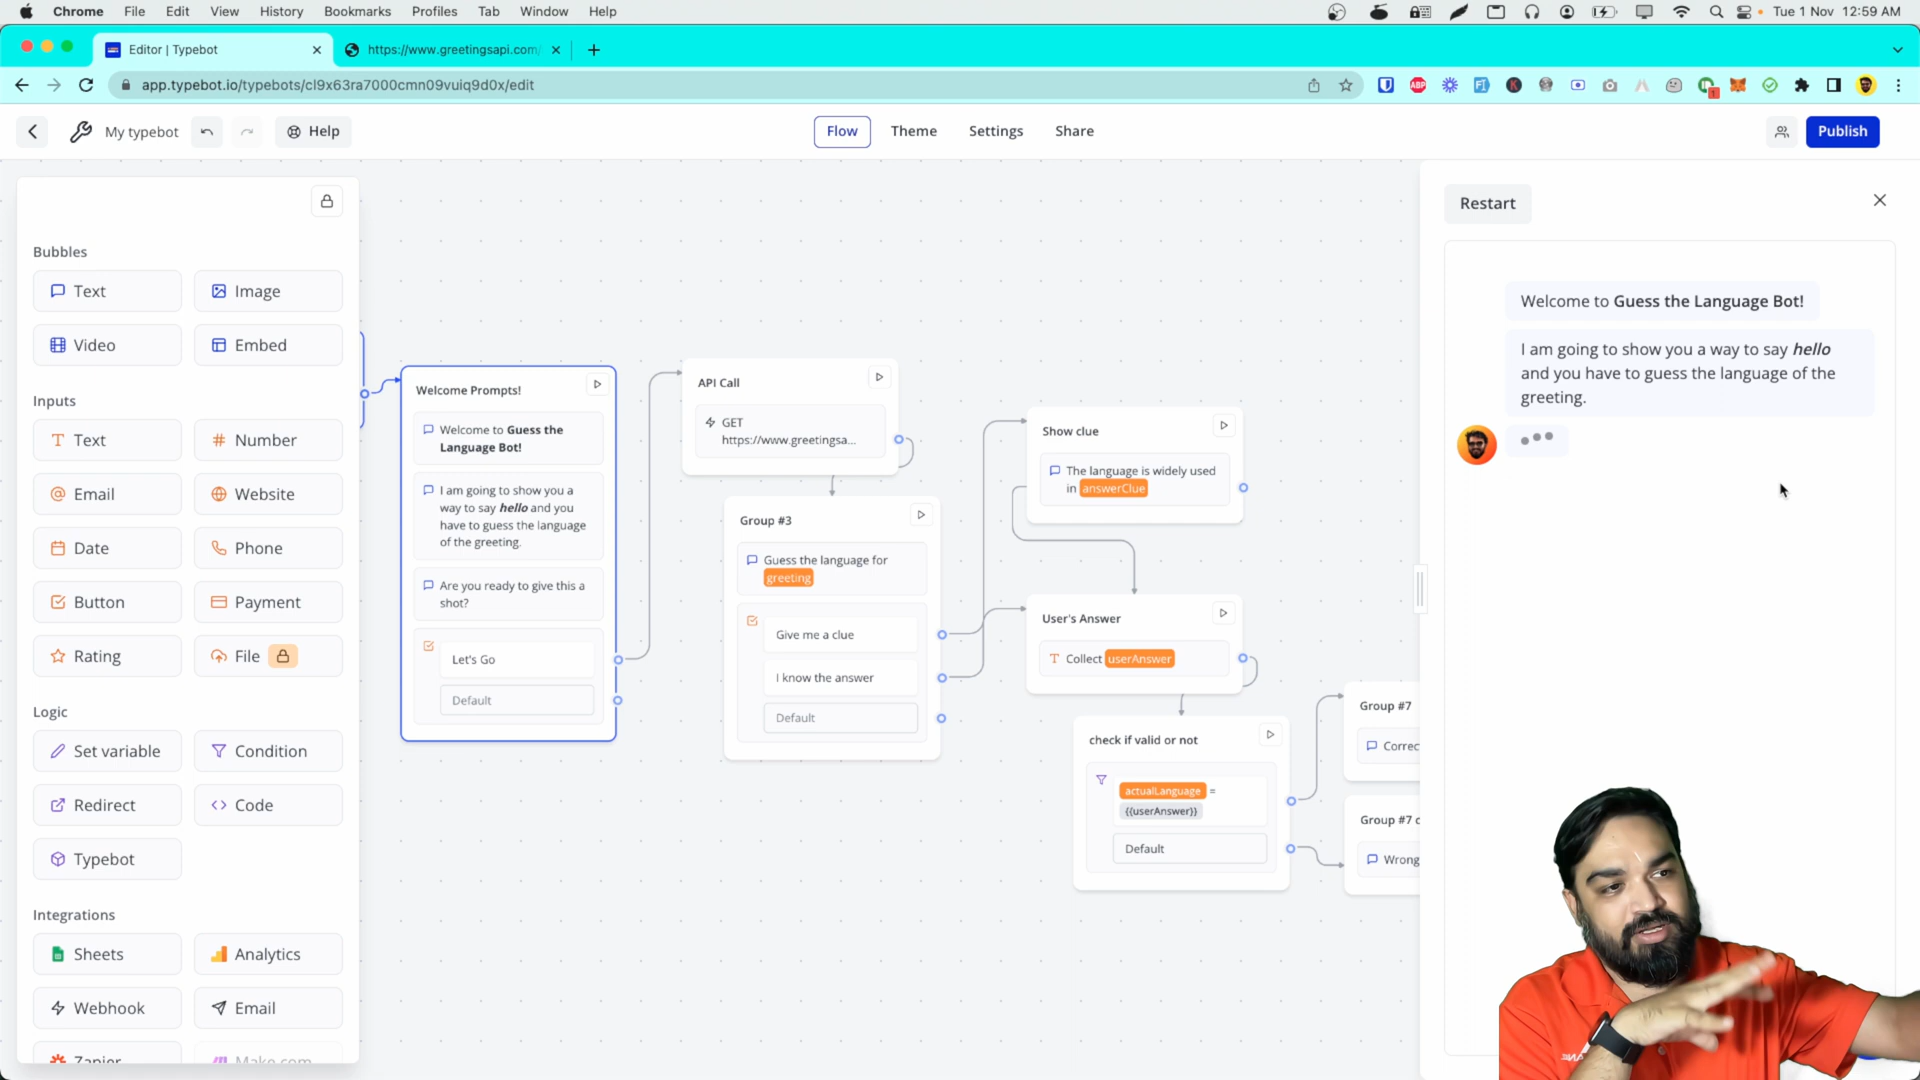 Chrome File Edit View History Bookmarks Profiles Tab Window Help
Tue 1 Nov 12:59 AM
Editor | Typebot
https://www.greetingsapi.com/
app.typebot.io/typebots/cl9x63ra7000cmn09vuiq9d0x/edit
My typebot
Help
Flow
Theme
Settings
Share
Publish
Bubbles
Text
Image
Video
Embed
Inputs
Text
Number
Email
Website
Date
Phone
Button
Payment
Rating
File
Logic
Set variable
Condition
Redirect
Code
Typebot
Integrations
Sheets
Analytics
Webhook
Email
Zapier
Make.com
Welcome Prompts!
Welcome to Guess the
Language Bot!
I am going to show you a
way to say hello and you
have to guess the language
of the greeting.
Are you ready to give this a
shot?
Let's Go
Default
API Call
GET
https://www.greetingsa...
Group #3
Guess the language for
greeting
Give me a clue
I know the answer
Default
Show clue
The language is widely used
in answerClue
User's Answer
Collect userAnswer
check if valid or not
actualLanguage =
{{userAnswer}}
Default
Group #7
Correc
Group #7 c
Wrong
Restart
Welcome to Guess the Language Bot!
I am going to show you a way to say hello
and you have to guess the language of the
greeting.